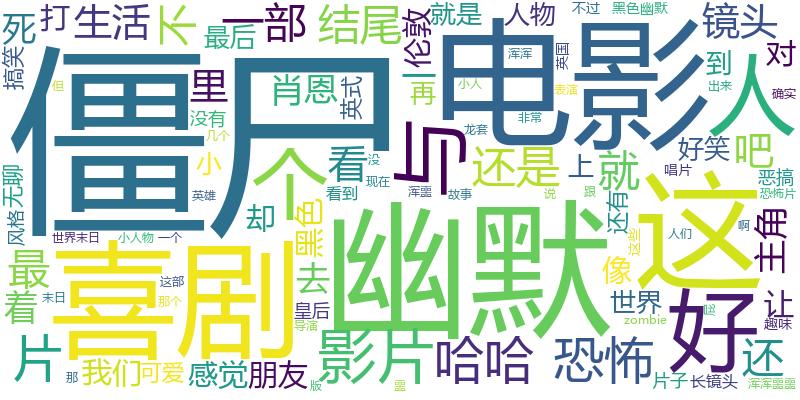 死
打
生活
不
一部
最后
结尾
就是
人物
不过
黑色幽默
镜头
搞笑
但
僵尸
里
没有
几个
肖恩
英式
伦敦
再
电影
浑浑
英国
小人
表演
人
到
对
出来
确实
与
龙套
非常
好笑
吧
还是
上
就
唱片
恶搞
恐怖片
风格
无聊
小
英雄
个
看
看到
没
现在
浑噩
故事
说
跟
还有
这些
人们
啊
主角
世界末日
小人物
一个
却
黑色
幽默
这
最
着
末日
喜剧
这部
那个
去
皇后
导演
像
世界
zombie
好
噩
让
趣味
片
那
我们
可爱
感觉
朋友
版
影片
哈哈
噩
恐怖
片子
长镜头
还
浑浑噩噩